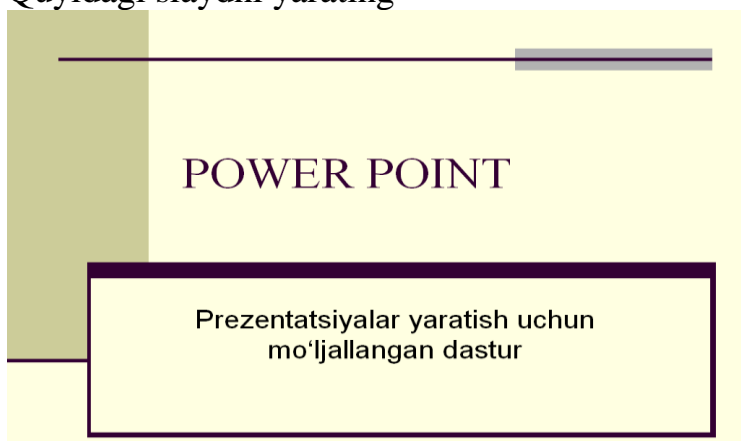 Quyidagi slaydni yarating
POWER POINT
Prezentatsiyalar yaratish uchun
mo‘ljallangan dastur